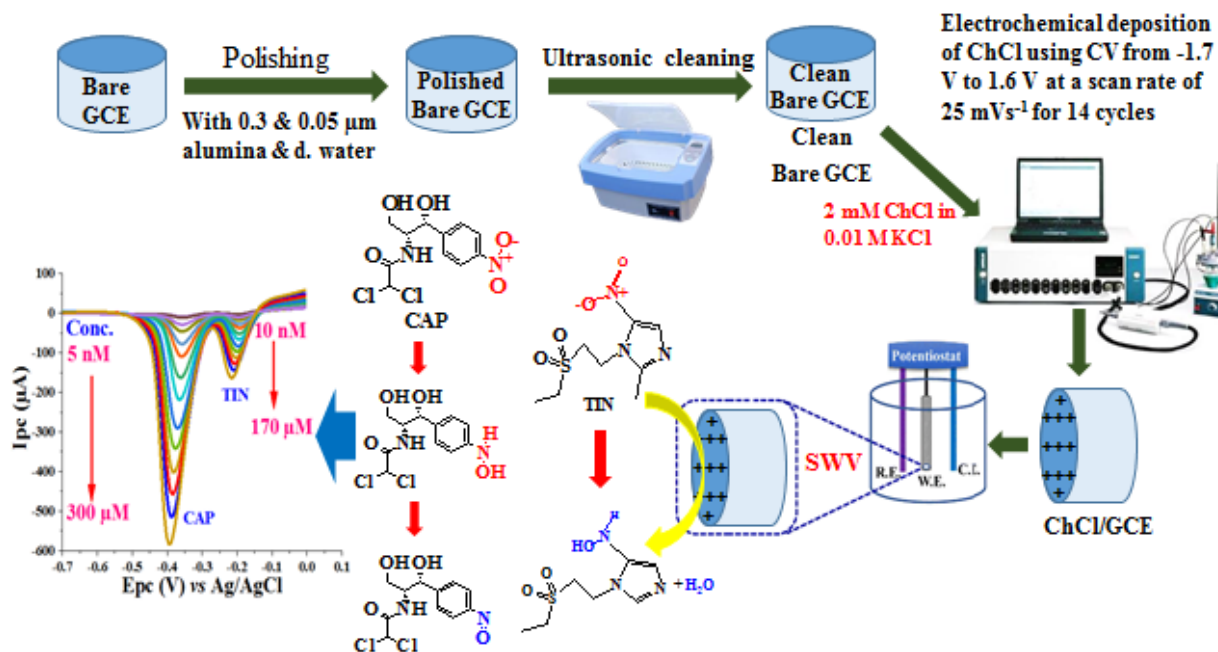 Bare
GCE
Polishing
With 0.3 & 0.05 µm
alumina & d. water
Polished
Bare GCE
Ultrasonic cleaning
Clean
Bare GCE
Clean
Bare GCE
Electrochemical deposition
of ChCl using CV from -1.7
V to 1.6 V at a scan rate of
25 mVs⁻¹ for 14 cycles
2 mM ChCl in
0.01 M KCl
OH OH
O
NH
Cl Cl
O-
N+
O
CAP
OH OH
O
NH
Cl Cl
H
N
OH
OH OH
O
NH
Cl Cl
N
O
O
-O
N+
O
S
O
N
N
TIN
H
N
HO
O
S
O
N
N
+H₂O
100
0
-100
-200
-300
-400
-500
-600
-0.7 -0.6 -0.5 -0.4 -0.3 -0.2 -0.1 0.0 0.1
Ipc (µA)
Epc (V) vs Ag/AgCl
Conc.
5 nM
300 µM
CAP
10 nM
170 µM
TIN
+
++
+++
+++
+++
++
SWV
Potentiostat
R.E.
W.E.
C.E.
+
++
+++
+++
+++
++
ChCl/GCE